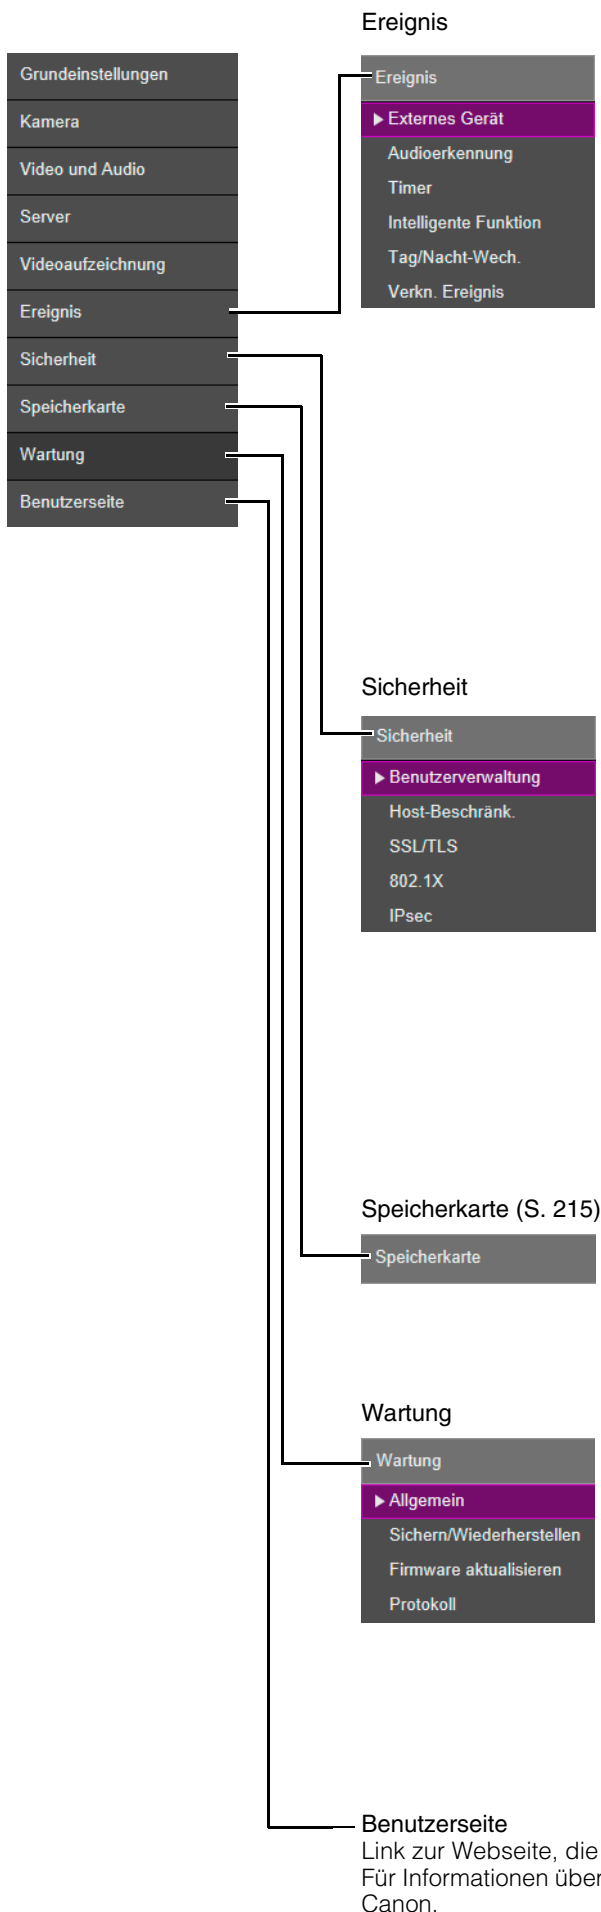 Grundeinstellungen
Kamera
Video und Audio
Server
Videoaufzeichnung
Ereignis
Sicherheit
Speicherkarte
Wartung
Benutzerseite
Ereignis
Ereignis
Externes Gerät
Audioerkennung
Timer
Intelligente Funktion
Tag/Nacht-Wech.
Verkn. Ereignis
Sicherheit
Sicherheit
Benutzerverwaltung
Host-Beschränk.
SSL/TLS
802.1X
IPsec
Speicherkarte (S. 215)
Speicherkarte
Wartung
Wartung
Allgemein
Sichern/Wiederherstellen
Firmware aktualisieren
Protokoll
Benutzerseite
Link zur Webseite, die
Für Informationen über
Canon.